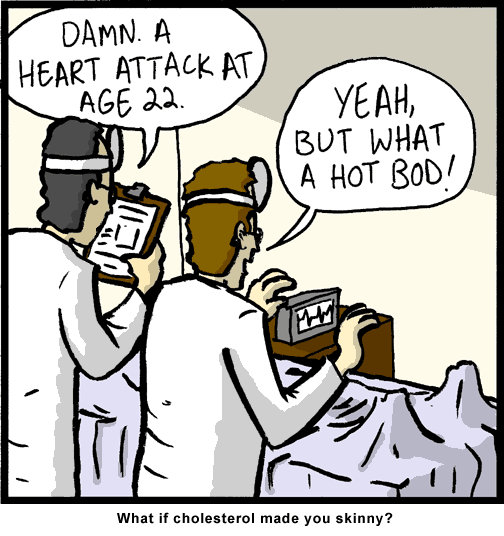 DAMN. A
HEART ATTACK AT
AGE 22.
YEAH,
BUT WHAT
A HOT BOD!
What if cholesterol made you skinny?